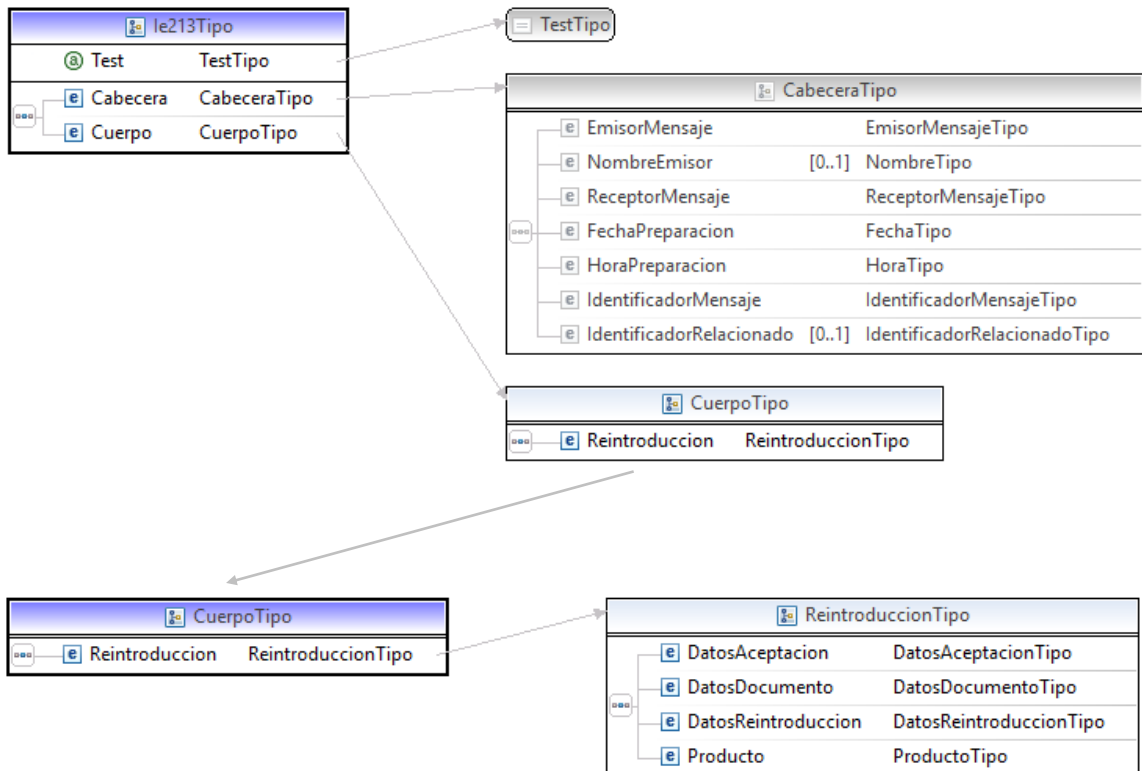 Ie213Tipo
a Test TestTipo
e Cabecera CabeceraTipo
e Cuerpo CuerpoTipo
TestTipo
CabeceraTipo
e EmisorMensaje EmisorMensajeTipo
e NombreEmisor [0..1] NombreTipo
e ReceptorMensaje ReceptorMensajeTipo
e FechaPreparacion FechaTipo
e HoraPreparacion HoraTipo
e IdentificadorMensaje IdentificadorMensajeTipo
e IdentificadorRelacionado [0..1] IdentificadorRelacionadoTipo
CuerpoTipo
e Reintroduccion ReintroduccionTipo
CuerpoTipo
e Reintroduccion ReintroduccionTipo
ReintroduccionTipo
e DatosAceptacion DatosAceptacionTipo
e DatosDocumento DatosDocumentoTipo
e DatosReintroduccion DatosReintroduccionTipo
e Producto ProductoTipo